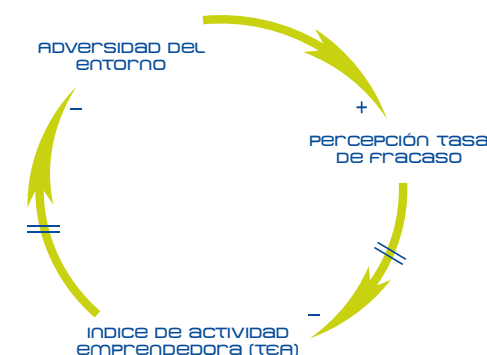 ADVERSIDAD DEL
ENTORNO
–
+
PERCEPCIÓN TASA
DE FRACASO
–
INDICE DE ACTIVIDAD
EMPRENDEDORA (TEA)